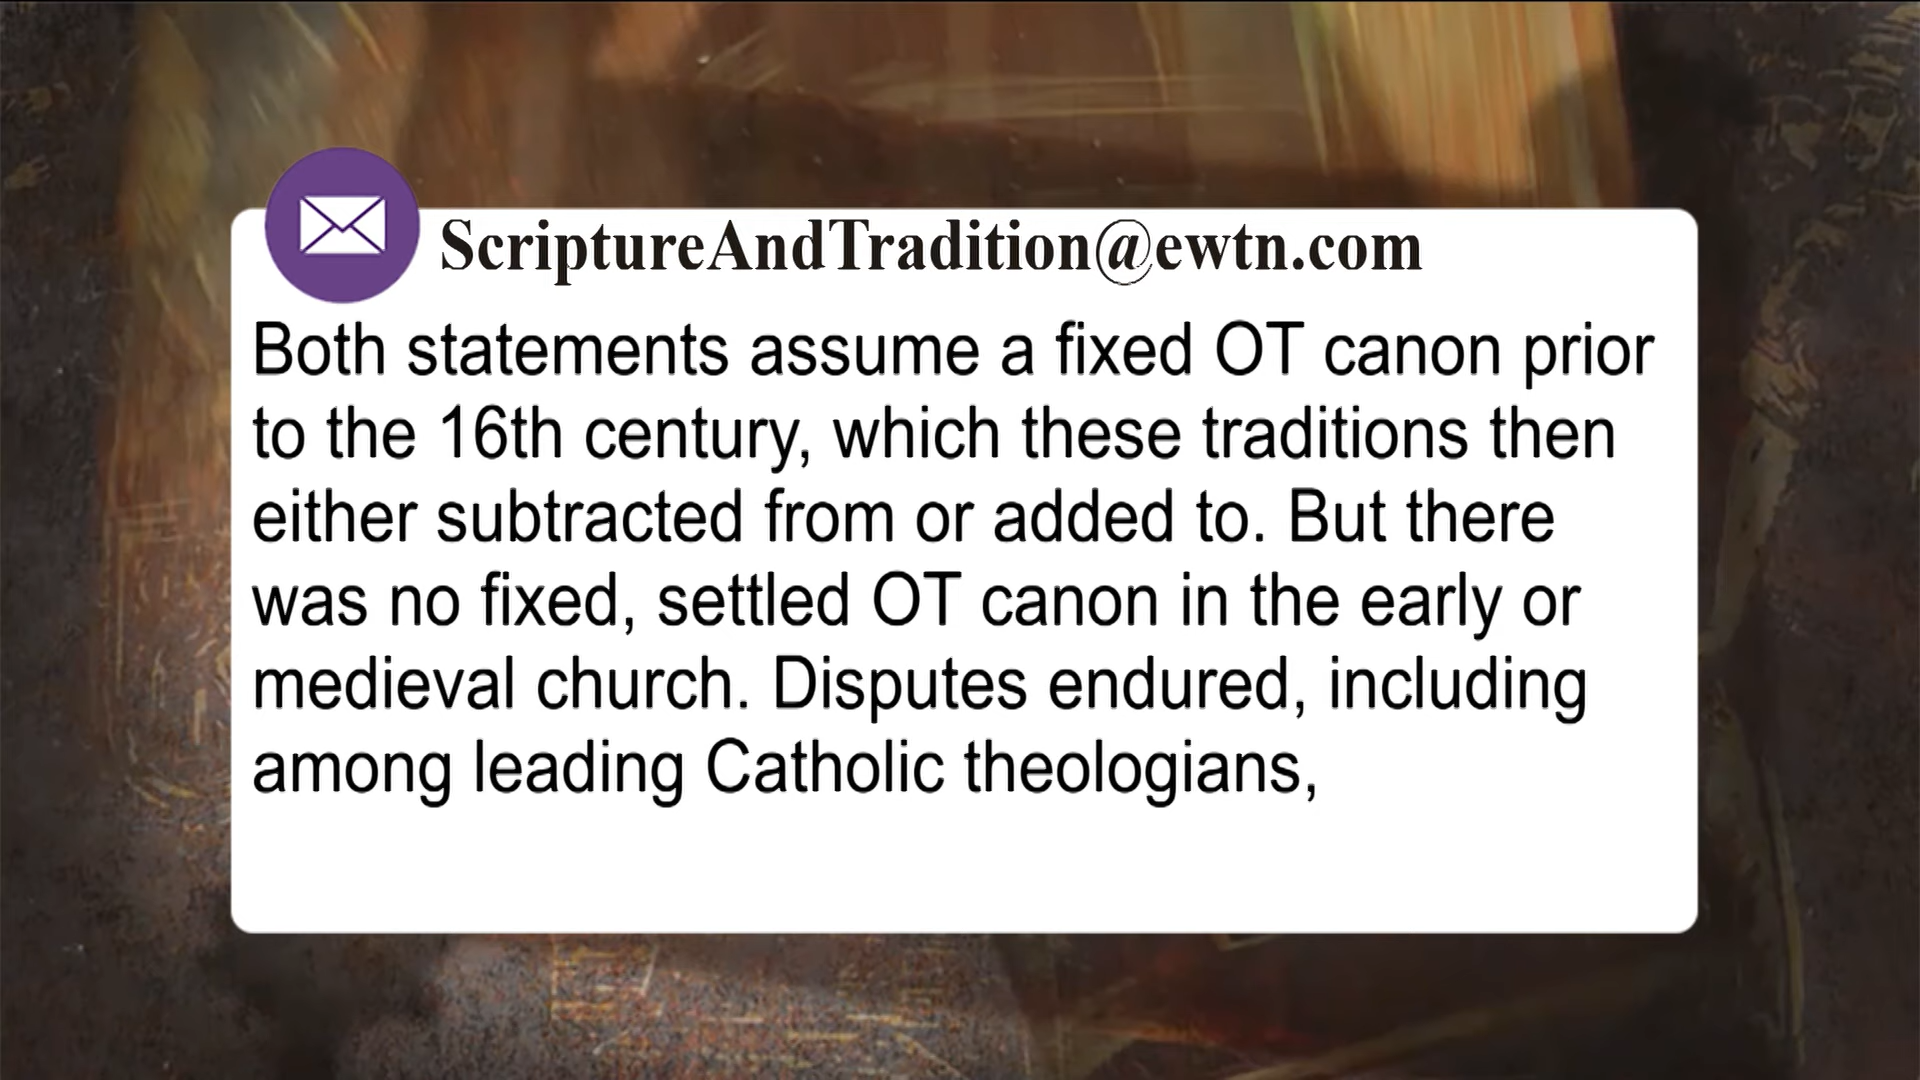 ScriptureAndTradition@ewtn.com
Both statements assume a fixed OT canon prior
to the 16th century, which these traditions then
either subtracted from or added to. But there
was no fixed, settled OT canon in the early or
medieval church. Disputes endured, including
among leading Catholic theologians,